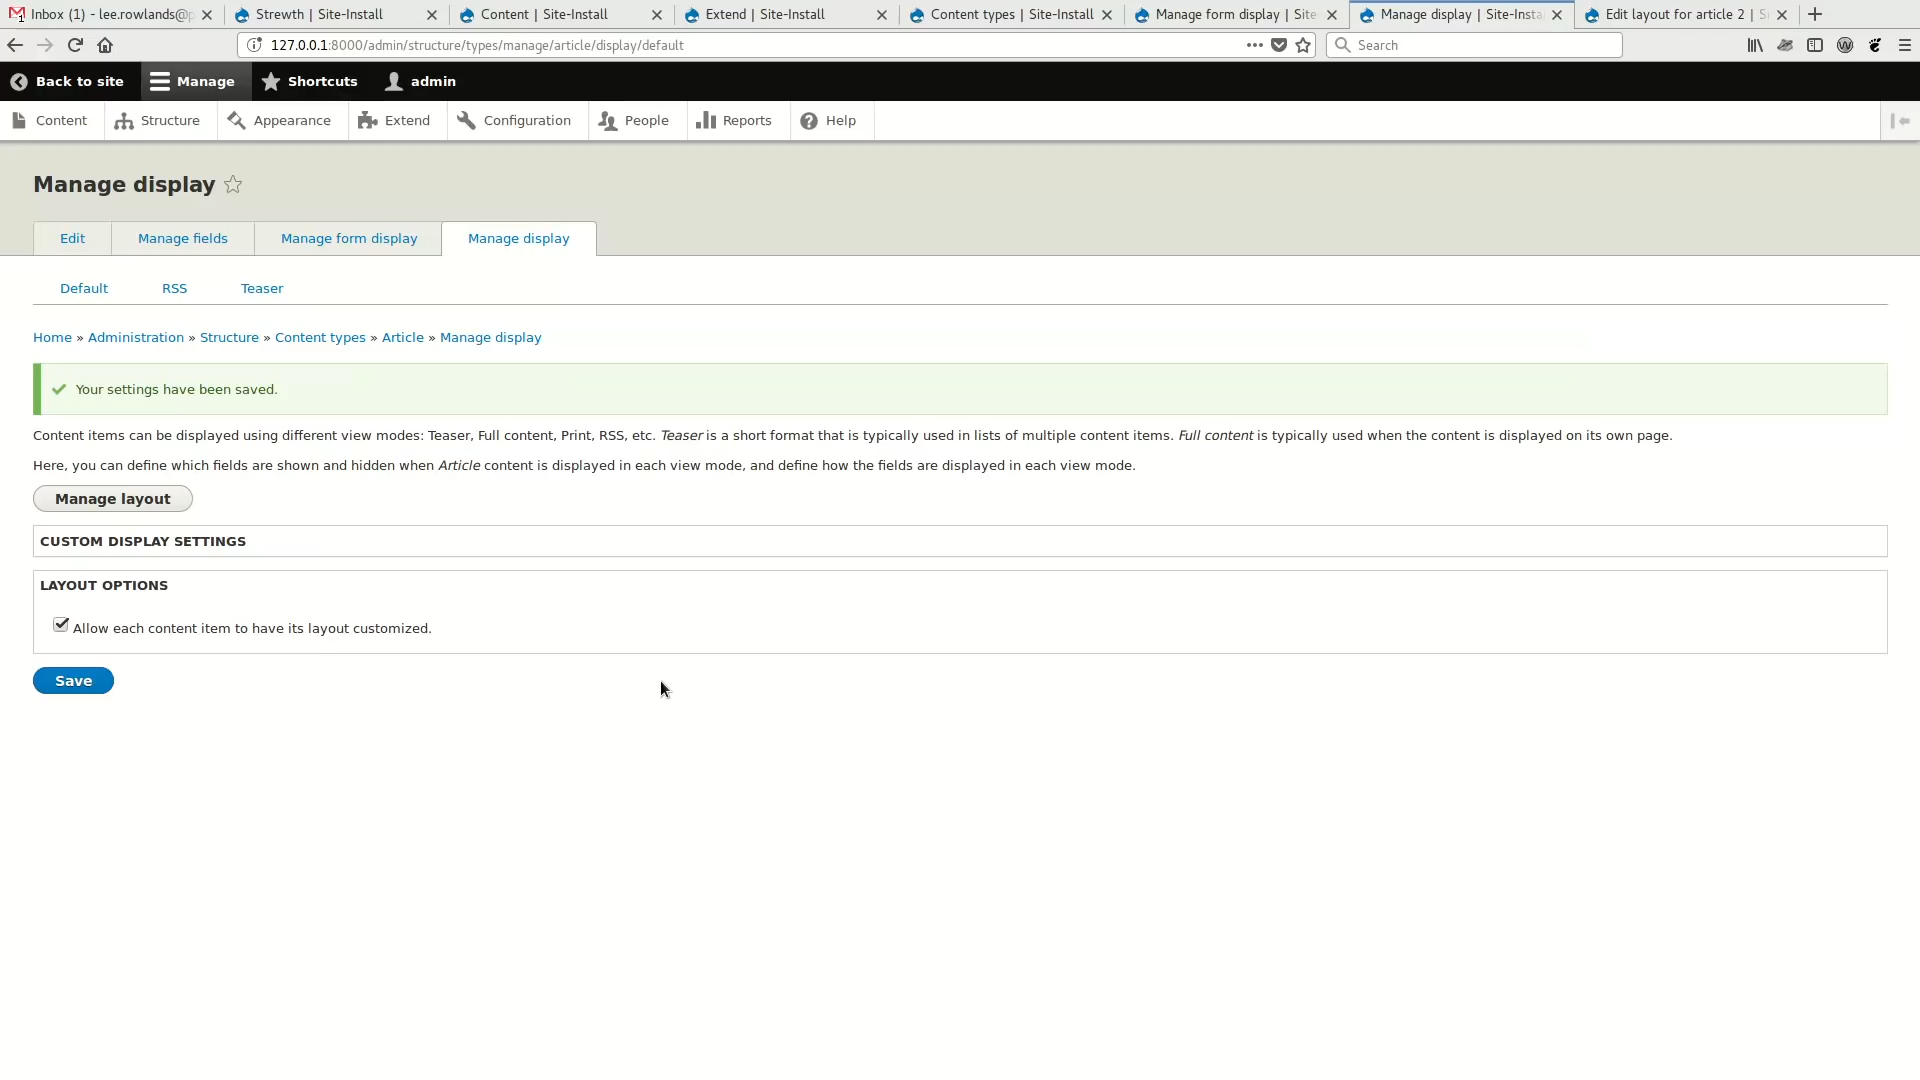 Inbox (1) - lee.rowlands@p
Strewth | Site-Install
Content | Site-Install
Extend | Site-Install
Content types | Site-Install
Manage form display | Site
Manage display | Site-Insta
Edit layout for article 2 | S
127.0.0.1:8000/admin/structure/types/manage/article/display/default
Search
Back to site
Manage
Shortcuts
admin
Content
Structure
Appearance
Extend
Configuration
People
Reports
Help
Manage display
Edit
Manage fields
Manage form display
Manage display
Default
RSS
Teaser
Home » Administration » Structure » Content types » Article » Manage display
Your settings have been saved.
Content items can be displayed using different view modes: Teaser, Full content, Print, RSS, etc. Teaser is a short format that is typically used in lists of multiple content items. Full content is typically used when the content is displayed on its own page.
Here, you can define which fields are shown and hidden when Article content is displayed in each view mode, and define how the fields are displayed in each view mode.
Manage layout
CUSTOM DISPLAY SETTINGS
LAYOUT OPTIONS
Allow each content item to have its layout customized.
Save